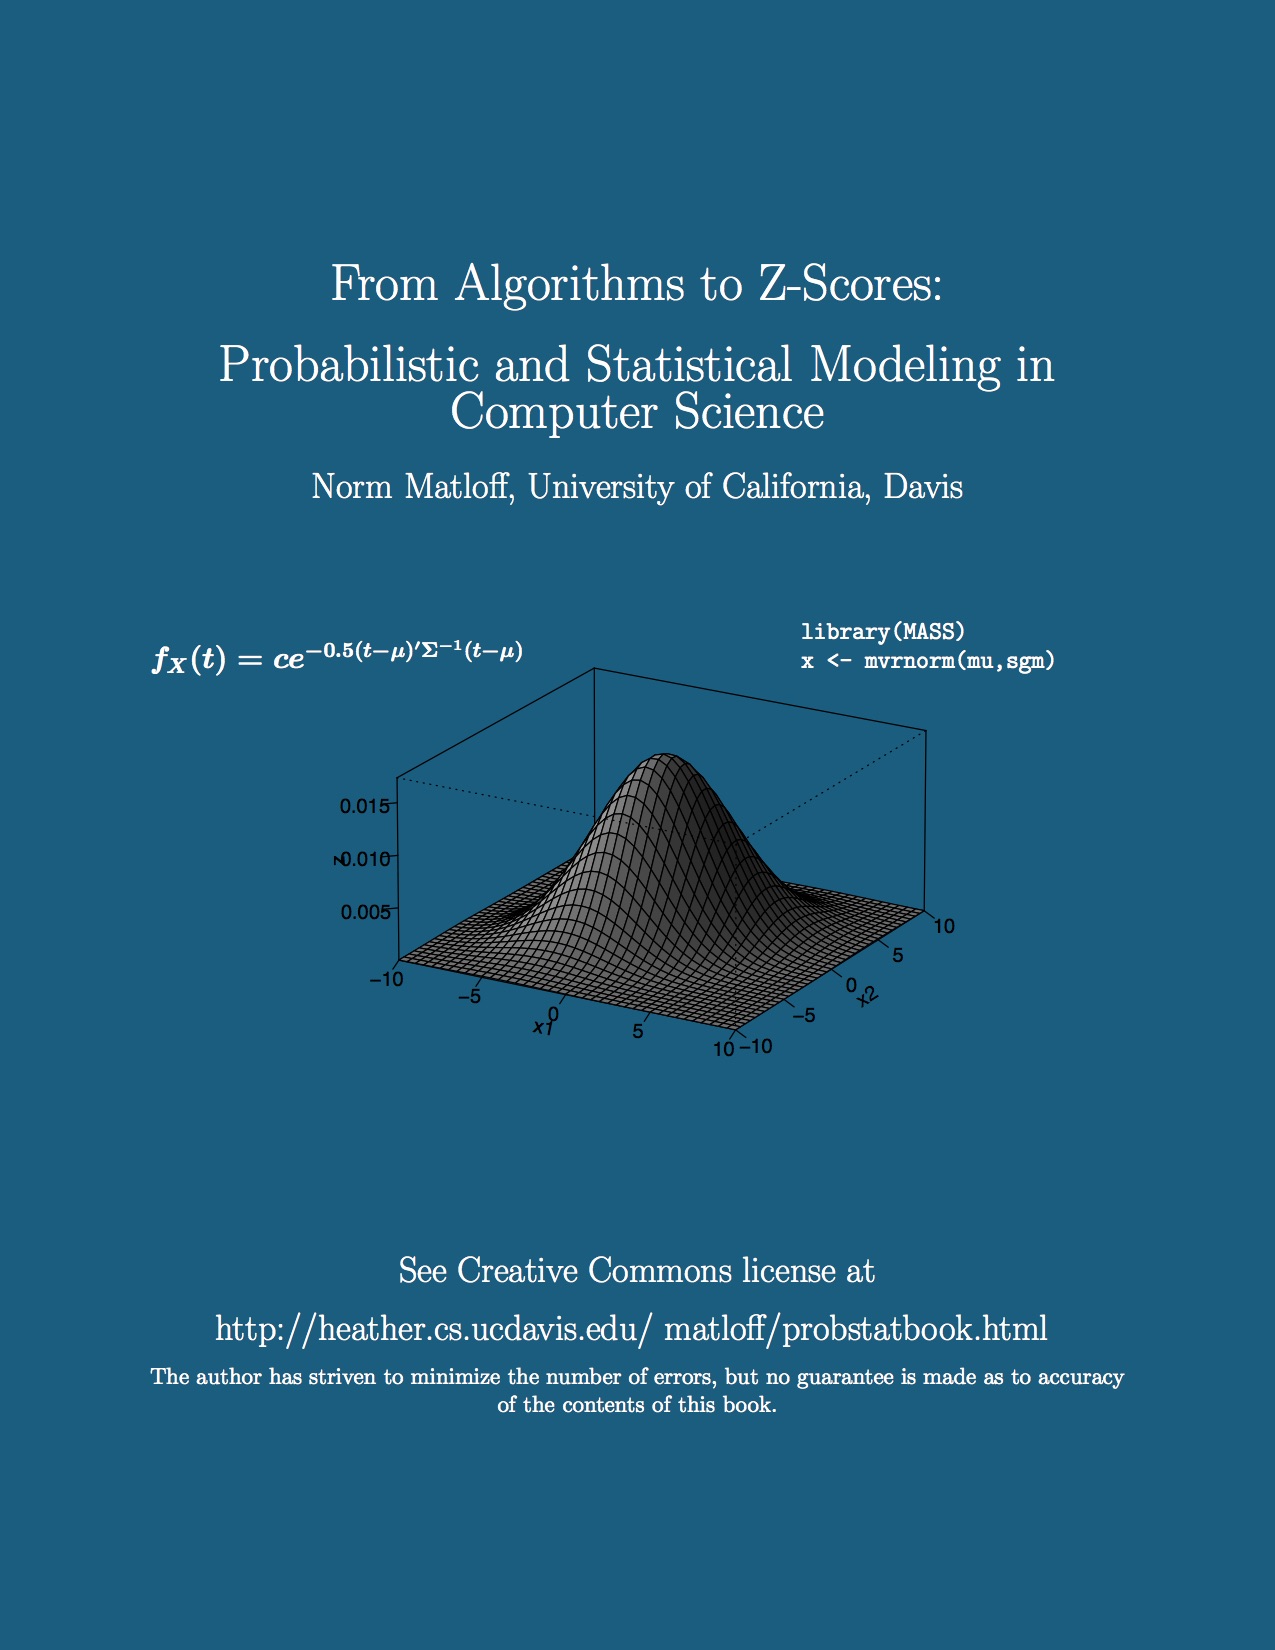 From Algorithms to Z-Scores:
Probabilistic and Statistical Modeling in
Computer Science
Norm Matloff, University of California, Davis
f_X(t) = ce^{−0.5(t−μ)′Σ^{−1}(t−μ)}
library(MASS)
x <- mvrnorm(mu,sgm)
0.015
z
0.010
0.005
−10
−5
0
x1
5
10
−10
−5
0
x2
5
10
See Creative Commons license at
http://heather.cs.ucdavis.edu/ matloff/probstatbook.html
The author has striven to minimize the number of errors, but no guarantee is made as to accuracy
of the contents of this book.